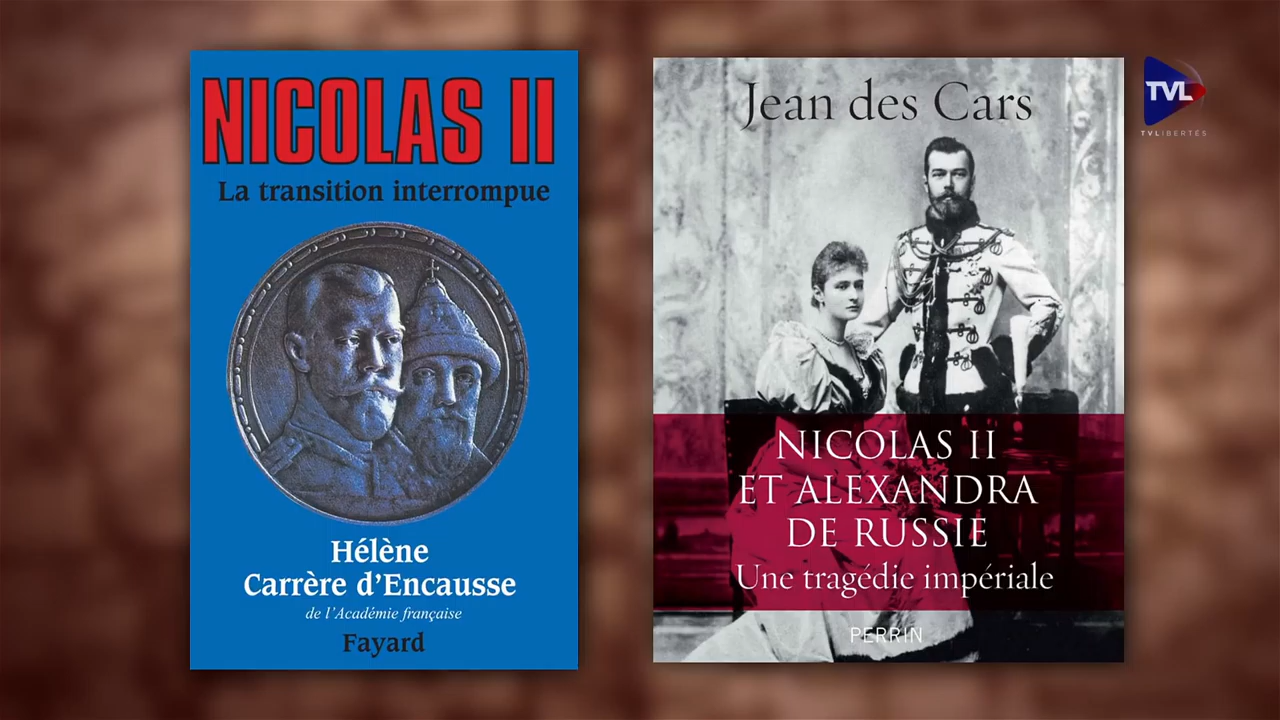 NICOLAS II
La transition interrompue
Hélène
Carrère d'Encausse
de l'Académie française
Fayard
Jean des Cars
NICOLAS II
ET ALEXANDRA
DE RUSSIE
Une tragédie impériale
PERRIN
TVL
TVLIBERTÉS